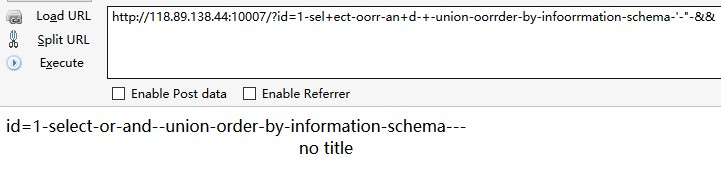 Load URL
http://118.89.138.44:10007/?id=1-sel+ect-oorr-an+d-+-union-oorrder-by-infoorrmation-schema-'-"-&&
Split URL
Execute
Enable Post data
Enable Referrer
id=1-select-or-and--union-order-by-information-schema---
no title